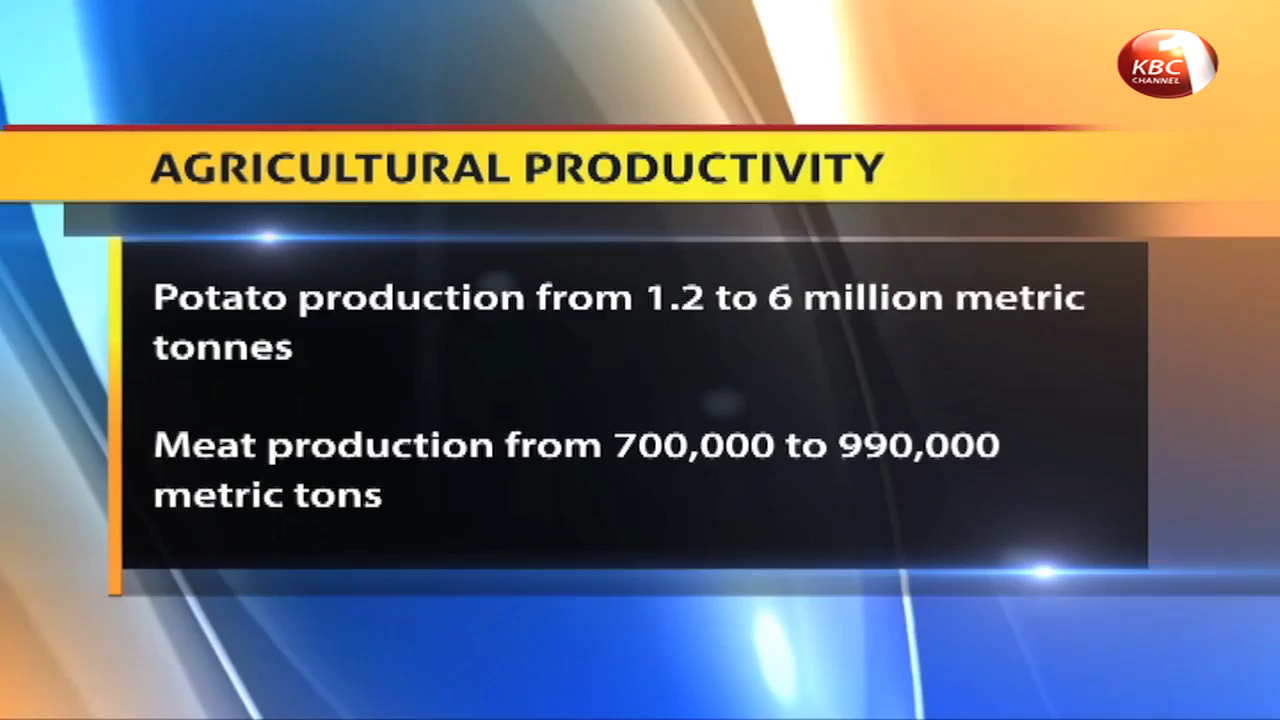 1
KBC
CHANNEL
AGRICULTURAL PRODUCTIVITY
Potato production from 1.2 to 6 million metric
tonnes
Meat production from 700,000 to 990,000
metric tons